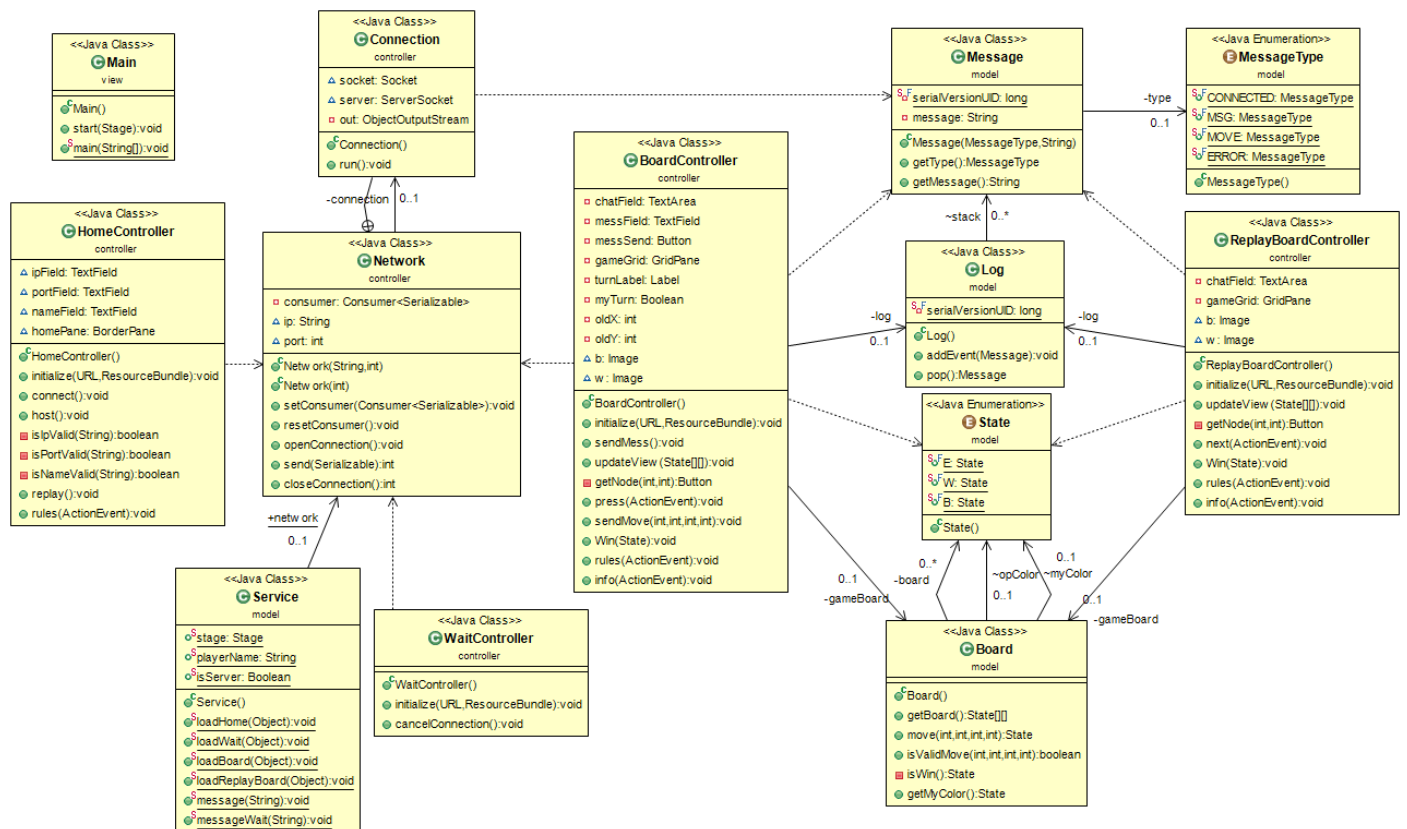 <<Java Class>>
Main
view
Main()
start(Stage):void
main(String[]):void
<<Java Class>>
Connection
controller
socket: Socket
server: ServerSocket
out: ObjectOutputStream
Connection()
run():void
-connection
0..1
<<Java Class>>
HomeController
controller
ipField: TextField
portField: TextField
nameField: TextField
homePane: BorderPane
HomeController()
initialize(URL,ResourceBundle):void
connect():void
host():void
isIpValid(String):boolean
isPortValid(String):boolean
isNameValid(String):boolean
replay():void
rules(ActionEvent):void
<<Java Class>>
Network
controller
consumer: Consumer<Serializable>
ip: String
port: int
Network(String,int)
Network(int)
setConsumer(Consumer<Serializable>):void
resetConsumer():void
openConnection():void
send(Serializable):int
closeConnection():int
+network
0..1
<<Java Class>>
Service
model
stage: Stage
playerName: String
isServer: Boolean
Service()
loadHome(Object):void
loadWait(Object):void
loadBoard(Object):void
loadReplayBoard(Object):void
message(String):void
messageWait(String):void
<<Java Class>>
WaitController
controller
WaitController()
initialize(URL,ResourceBundle):void
cancelConnection():void
<<Java Class>>
BoardController
controller
chatField: TextArea
messField: TextField
messSend: Button
gameGrid: GridPane
turnLabel: Label
myTurn: Boolean
oldX: int
oldY: int
b: Image
w: Image
BoardController()
initialize(URL,ResourceBundle):void
sendMess():void
updateView(State[][]):void
getNode(int,int):Button
press(ActionEvent):void
sendMove(int,int,int,int):void
Win(State):void
rules(ActionEvent):void
info(ActionEvent):void
<<Java Class>>
Message
model
serialVersionUID: long
message: String
Message(MessageType,String)
getType():MessageType
getMessage():String
-type
0..1
<<Java Enumeration>>
MessageType
model
CONNECTED: MessageType
MSG: MessageType
MOVE: MessageType
ERROR: MessageType
MessageType()
~stack
0..*
<<Java Class>>
Log
model
serialVersionUID: long
Log()
addEvent(Message):void
pop():Message
-log
0..1
-log
0..1
<<Java Class>>
ReplayBoardController
controller
chatField: TextArea
gameGrid: GridPane
b: Image
w: Image
ReplayBoardController()
initialize(URL,ResourceBundle):void
updateView(State[][]):void
getNode(int,int):Button
next(ActionEvent):void
Win(State):void
rules(ActionEvent):void
info(ActionEvent):void
<<Java Enumeration>>
State
model
E: State
W: State
B: State
State()
0..*
-board
~opColor
0..1
0..1
~myColor
0..1
-gameBoard
0..1
-gameBoard
<<Java Class>>
Board
model
Board()
getBoard():State[][]
move(int,int,int,int):State
isValidMove(int,int,int,int):boolean
isWin():State
getMyColor():State